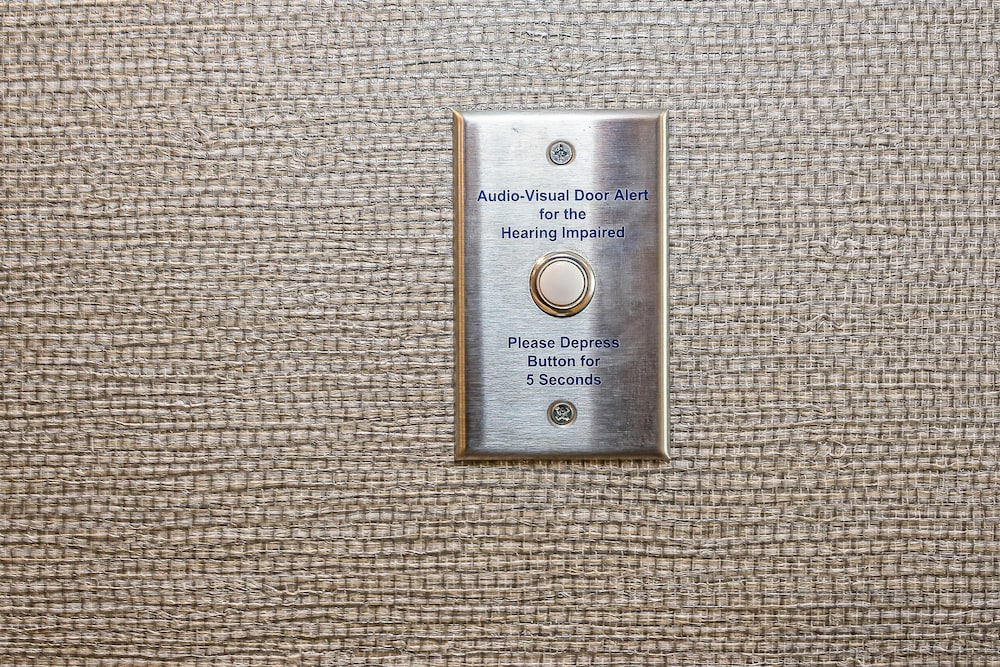 Audio-Visual Door Alert
for the
Hearing Impaired
Please Depress
Button for
5 Seconds